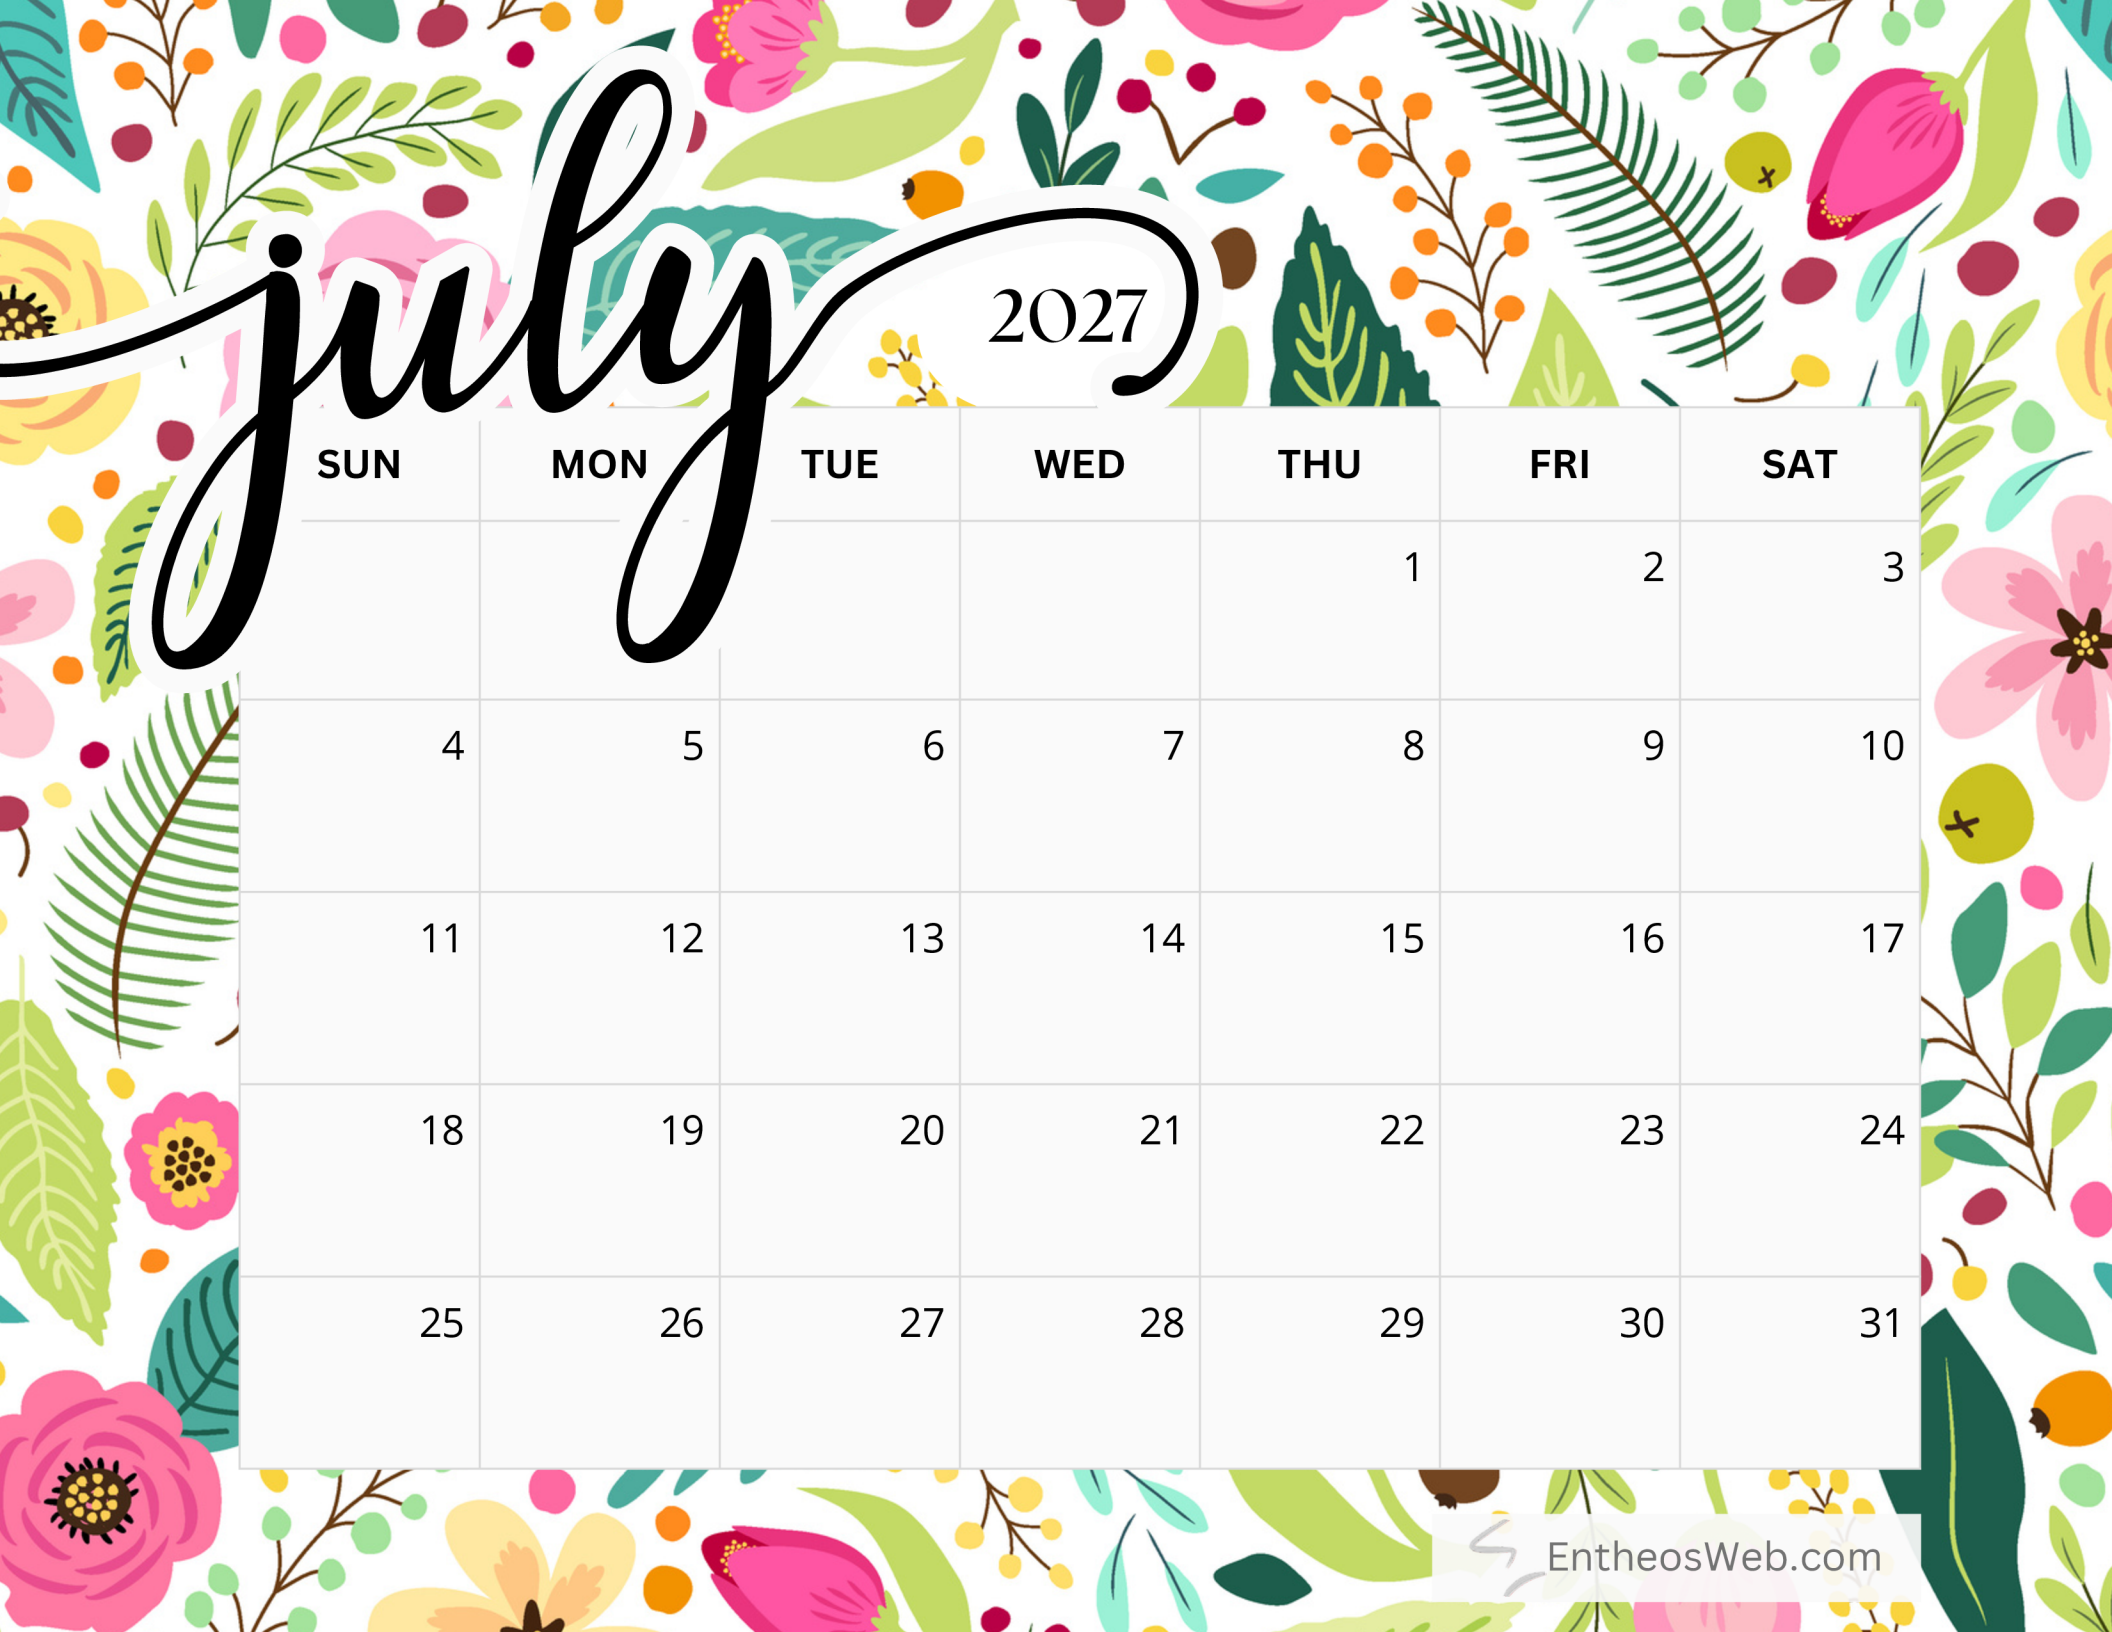 july
2027
SUN MON TUE WED THU FRI SAT
1 2 3
4 5 6 7 8 9 10
11 12 13 14 15 16 17
18 19 20 21 22 23 24
25 26 27 28 29 30 31
EntheosWeb.com